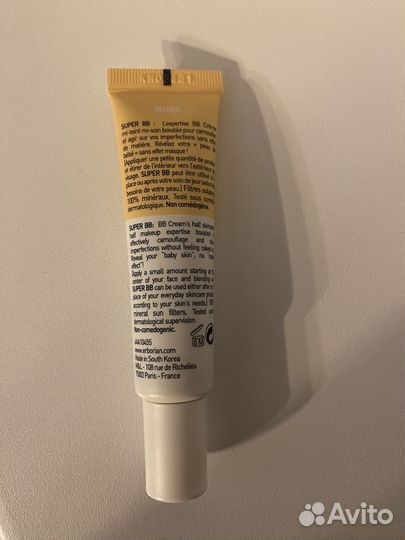 NUDE
SUPER BB : L'expertise BB Crème
mi-teint mi-soin boostée pour camoufler
et agir sur vos imperfections sans effet
de matière. Révélez votre « peau de
bébé » sans effet masque !
(Appliquer une petite quantité de produit
et étirer de l'intérieur vers l'extérieur du
visage. SUPER BB peut être utilisé à la
place ou après votre soin de jour selon les
besoins de votre peau.) Filtres solaires
100% minéraux. Testé sous contrôle
dermatologique. Non comédogène.
SUPER BB: BB Cream's half skincare
half makeup expertise boosted
effectively camouflage and
imperfections without feeling caked
Reveal your "baby skin", no "mask
effect"!
(Apply a small amount starting at
center of your face and blending
SUPER BB can be used either after or
place of your everyday skincare
according to your skin's needs.)
mineral sun filters. Tested
dermatological supervision.
Non-comedogenic.
www.erborian.com
Made in South Korea
H&L - 108 rue de Richelieu
75002 Paris - France
Avito